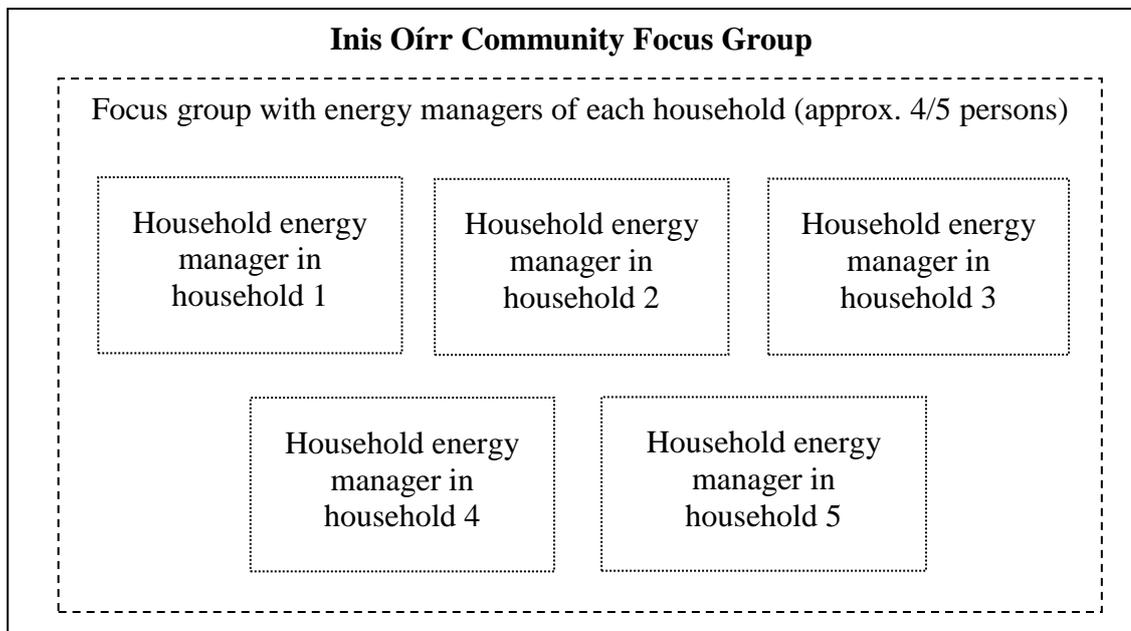 Inis Oírr Community Focus Group
Focus group with energy managers of each household (approx. 4/5 persons)
Household energy
manager in
household 1
Household energy
manager in
household 2
Household energy
manager in
household 3
Household energy
manager in
household 4
Household energy
manager in
household 5